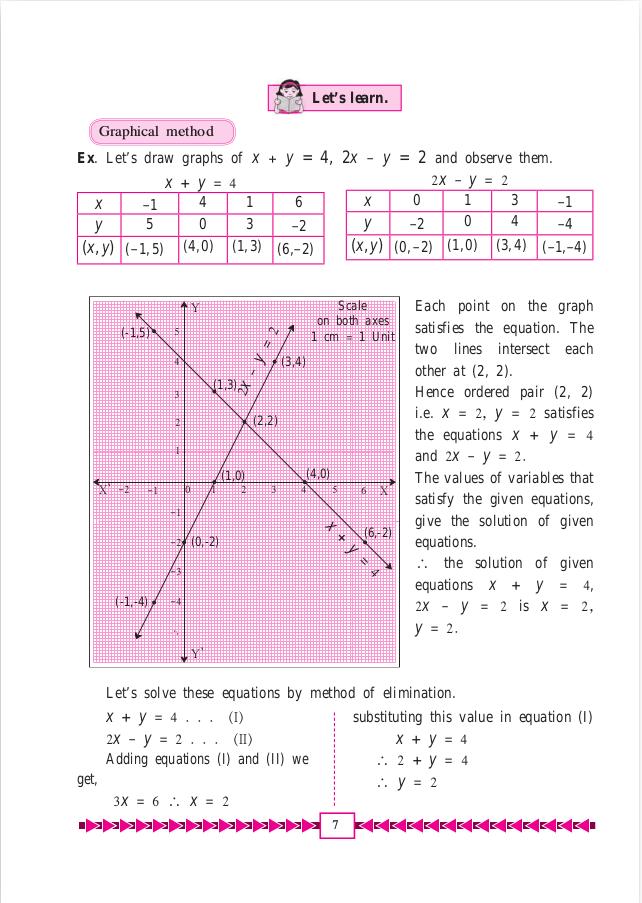 Let's learn.
Graphical method
Ex. Let's draw graphs of x + y = 4, 2x – y = 2 and observe them.
x + y = 4
x –1 4 1 6
y 5 0 3 –2
(x, y) (–1, 5) (4, 0) (1, 3) (6, –2)
2x – y = 2
x 0 1 3 –1
y –2 0 4 –4
(x, y) (0, –2) (1, 0) (3, 4) (–1, –4)
Y
Scale
on both axes
1 cm = 1 Unit
(-1,5)
5
2x – y = 2
4
(3,4)
(1,3)
3
2
(2,2)
1
(1,0)
(4,0)
X' –2 –1 0 1 2 3 4 5 6 X
–1
(6,-2)
–2
(0,-2)
x + y = 4
–3
(-1,-4)
–4
Y'
Each point on the graph
satisfies the equation. The
two lines intersect each
other at (2, 2).
Hence ordered pair (2, 2)
i.e. x = 2, y = 2 satisfies
the equations x + y = 4
and 2x – y = 2.
The values of variables that
satisfy the given equations,
give the solution of given
equations.
∴ the solution of given
equations x + y = 4,
2x – y = 2 is x = 2,
y = 2.
Let's solve these equations by method of elimination.
x + y = 4 . . . (I)
2x – y = 2 . . . (II)
Adding equations (I) and (II) we
get,
3x = 6 ∴ x = 2
substituting this value in equation (I)
x + y = 4
∴ 2 + y = 4
∴ y = 2
7